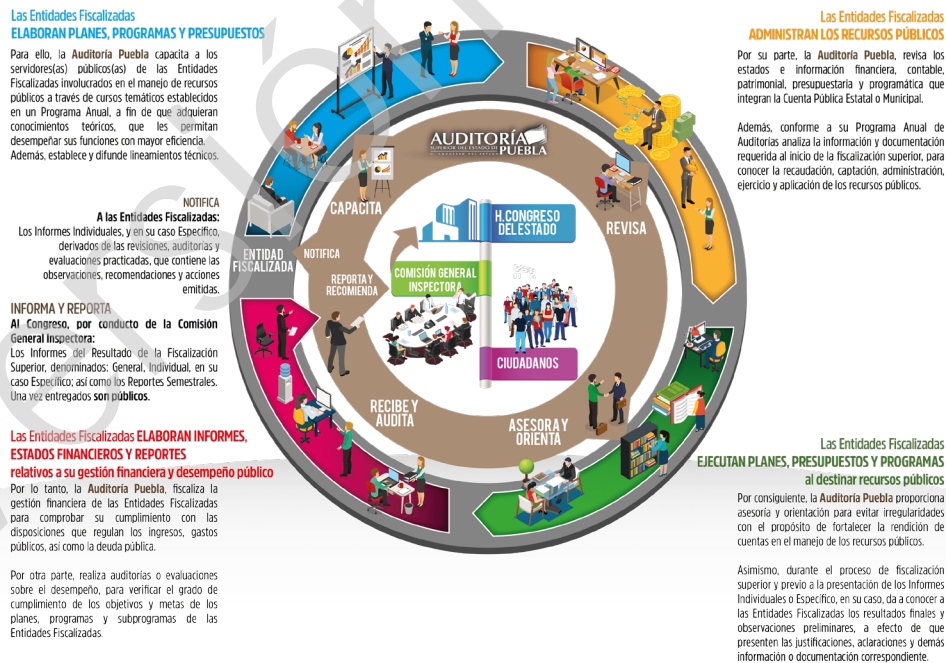 Las Entidades Fiscalizadas
ELABORAN PLANES, PROGRAMAS Y PRESUPUESTOS
Para ello, la Auditoría Puebla capacita a los
servidores(as) públicos(as) de las Entidades
Fiscalizadas involucrados en el manejo de recursos
públicos a través de cursos temáticos establecidos
en un Programa Anual, a fin de que adquieran
conocimientos teóricos, que les permitan
desempeñar sus funciones con mayor eficiencia.
Además, establece y difunde lineamientos técnicos.
NOTIFICA
A las Entidades Fiscalizadas:
Los Informes Individuales, y en su caso Específico,
derivados de las revisiones, auditorías y
evaluaciones practicadas, que contiene las
observaciones, recomendaciones y acciones
emitidas.
INFORMA Y REPORTA
Al Congreso, por conducto de la Comisión
General Inspectora:
Los Informes del Resultado de la Fiscalización
Superior, denominados: General, Individual, en su
caso Específico; así como los Reportes Semestrales.
Una vez entregados son públicos.
Las Entidades Fiscalizadas ELABORAN INFORMES,
ESTADOS FINANCIEROS Y REPORTES
relativos a su gestión financiera y desempeño público
Por lo tanto, la Auditoría Puebla, fiscaliza la
gestión financiera de las Entidades Fiscalizadas
para comprobar su cumplimiento con las
disposiciones que regulan los ingresos, gastos
públicos, así como la deuda pública.
Por otra parte, realiza auditorías o evaluaciones
sobre el desempeño, para verificar el grado de
cumplimiento de los objetivos y metas de los
planes, programas y subprogramas de las
Entidades Fiscalizadas.
AUDITORÍA
SUPERIOR DEL ESTADO DE
PUEBLA
CAPACITA
REVISA
H. CONGRESO
DEL ESTADO
ENTIDAD
FISCALIZADA
NOTIFICA
REPORTA Y
RECOMIENDA
COMISIÓN GENERAL
INSPECTORA
CIUDADANOS
RECIBE Y
AUDITA
ASESORA Y
ORIENTA
Las Entidades Fiscalizadas
ADMINISTRAN LOS RECURSOS PÚBLICOS
Por su parte, la Auditoría Puebla, revisa los
estados e información financiera, contable,
patrimonial, presupuestaria y programática que
integran la Cuenta Pública Estatal o Municipal.
Además, conforme a su Programa Anual de
Auditorías analiza la información y documentación
requerida al inicio de la fiscalización superior, para
conocer la recaudación, captación, administración,
ejercicio y aplicación de los recursos públicos.
Las Entidades Fiscalizadas
EJECUTAN PLANES, PRESUPUESTOS Y PROGRAMAS
al destinar recursos públicos
Por consiguiente, la Auditoría Puebla proporciona
asesoría y orientación para evitar irregularidades
con el propósito de fortalecer la rendición de
cuentas en el manejo de los recursos públicos.
Asimismo, durante el proceso de fiscalización
superior y previo a la presentación de los Informes
Individuales o Específico, en su caso, da a conocer a
las Entidades Fiscalizadas los resultados finales y
observaciones preliminares, a efecto de que
presenten las justificaciones, aclaraciones y demás
información o documentación correspondiente.